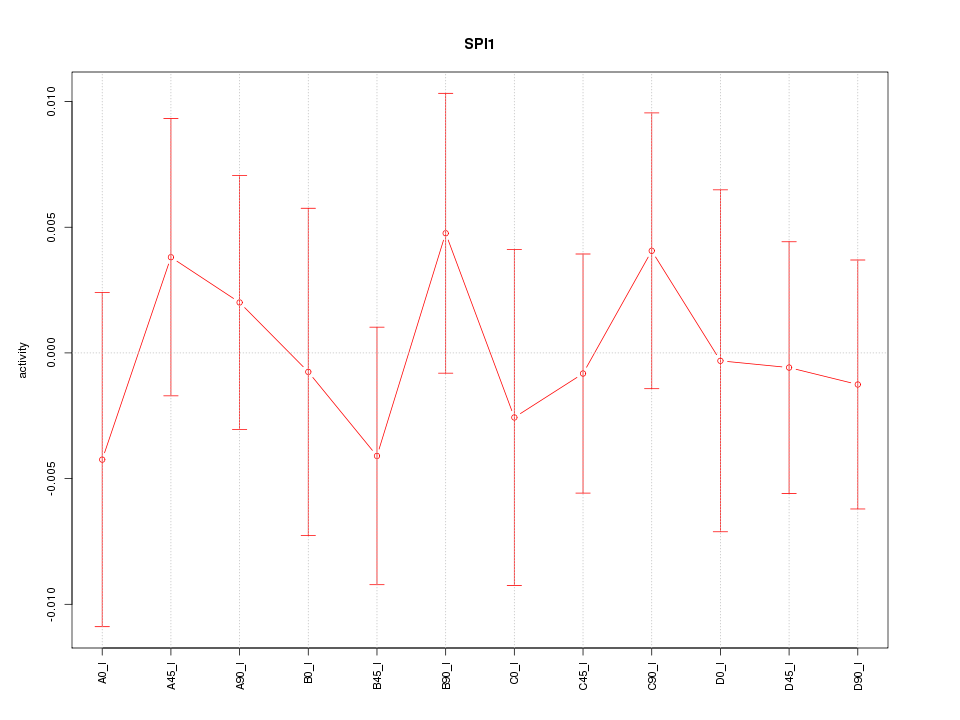 SPI1
activity
0.010
0.005
0.000
-0.005
-0.010
A0_I
A45_I
A90_I
B0_I
B45_I
B90_I
C0_I
C45_I
C90_I
D0_I
D45_I
D90_I